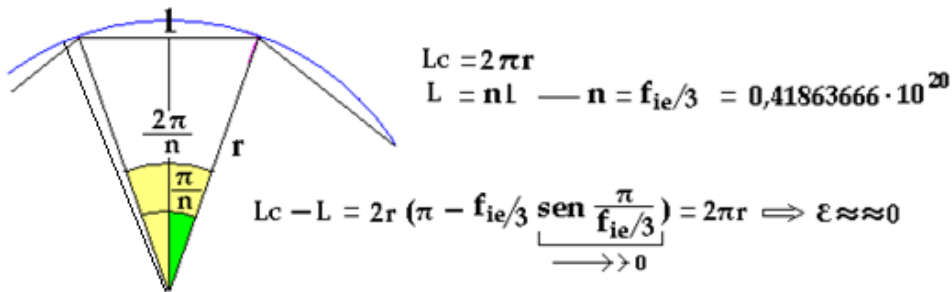 l
Lc = 2πr
L = nl — n = f_ie/3 = 0,41863666 · 10^20
2π/n
r
π/n
Lc – L = 2r (π – f_ie/3 sen π/(f_ie/3)) = 2πr ⟹ ε≈≈0
⟶> 0